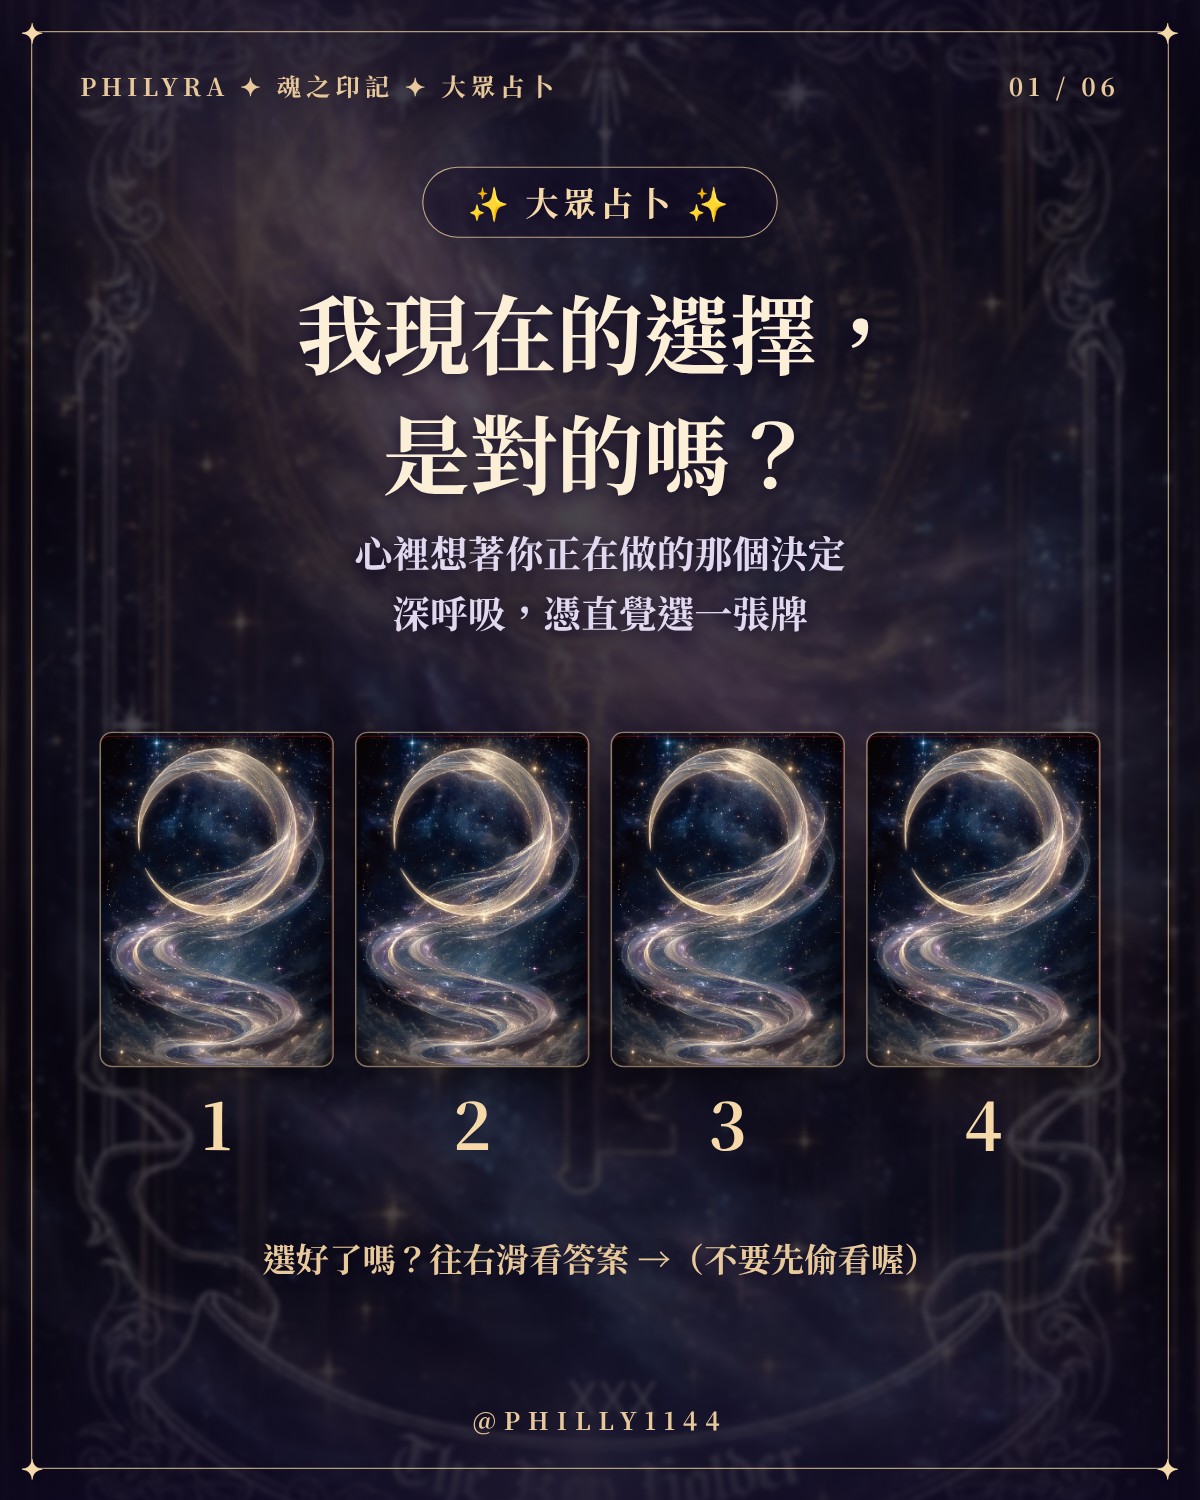 PHILYRA ✦ 魂之印記 ✦ 大眾占卜
01 / 06
✨ 大眾占卜 ✨
我現在的選擇，
是對的嗎？
心裡想著你正在做的那個決定
深呼吸，憑直覺選一張牌
1
2
3
4
選好了嗎？往右滑看答案 →（不要先偷看喔）
XXX
@PHILLY1144